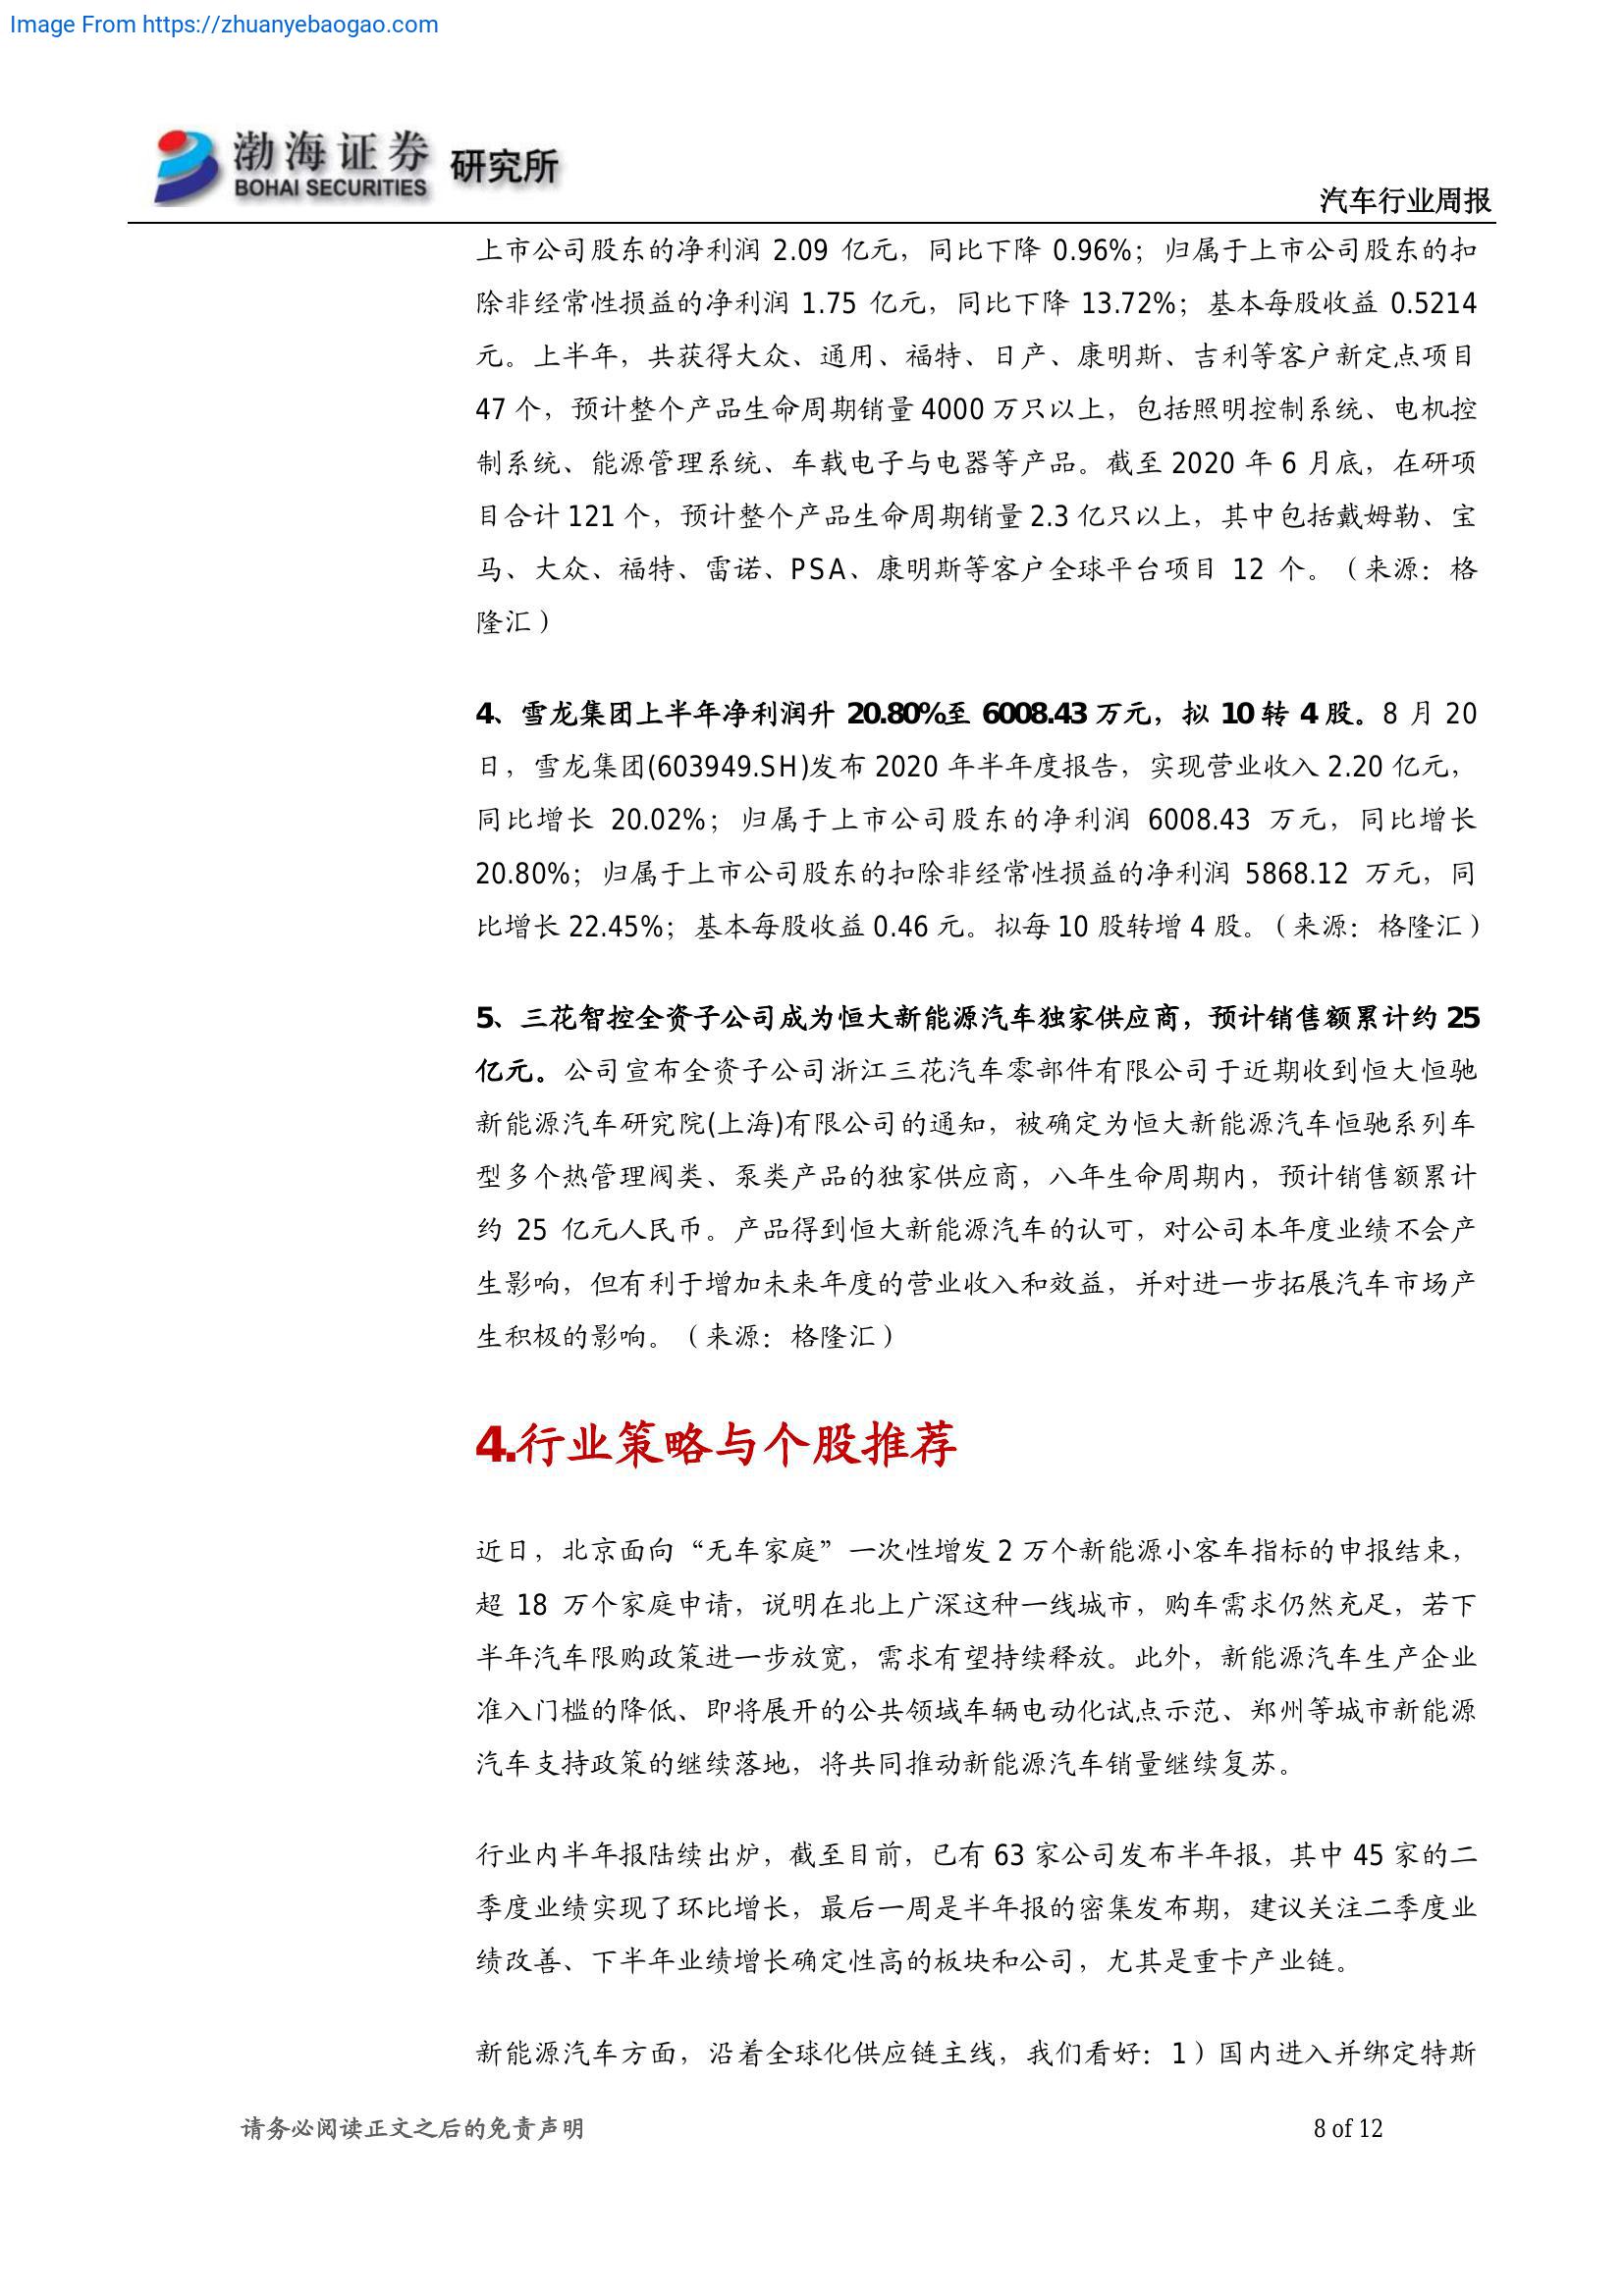 Image From https://zhuanyebaogao.com
渤海证券
BOHAI SECURITIES
研究所
汽车行业周报
上市公司股东的净利润 2.09 亿元，同比下降 0.96%；归属于上市公司股东的扣
除非经常性损益的净利润 1.75 亿元，同比下降 13.72%；基本每股收益 0.5214
元。上半年，共获得大众、通用、福特、日产、康明斯、吉利等客户新定点项目
47 个，预计整个产品生命周期销量 4000 万只以上，包括照明控制系统、电机控
制系统、能源管理系统、车载电子与电器等产品。截至 2020 年 6 月底，在研项
目合计 121 个，预计整个产品生命周期销量 2.3 亿只以上，其中包括戴姆勒、宝
马、大众、福特、雷诺、PSA、康明斯等客户全球平台项目 12 个。（来源：格
隆汇）
4、雪龙集团上半年净利润升 20.80%至 6008.43 万元，拟 10 转 4 股。8 月 20
日，雪龙集团(603949.SH)发布 2020 年半年度报告，实现营业收入 2.20 亿元，
同比增长 20.02%；归属于上市公司股东的净利润 6008.43 万元，同比增长
20.80%；归属于上市公司股东的扣除非经常性损益的净利润 5868.12 万元，同
比增长 22.45%；基本每股收益 0.46 元。拟每 10 股转增 4 股。（来源：格隆汇）
5、三花智控全资子公司成为恒大新能源汽车独家供应商，预计销售额累计约 25
亿元。公司宣布全资子公司浙江三花汽车零部件有限公司于近期收到恒大恒驰
新能源汽车研究院(上海)有限公司的通知，被确定为恒大新能源汽车恒驰系列车
型多个热管理阀类、泵类产品的独家供应商，八年生命周期内，预计销售额累计
约 25 亿元人民币。产品得到恒大新能源汽车的认可，对公司本年度业绩不会产
生影响，但有利于增加未来年度的营业收入和效益，并对进一步拓展汽车市场产
生积极的影响。（来源：格隆汇）
4.行业策略与个股推荐
近日，北京面向“无车家庭”一次性增发 2 万个新能源小客车指标的申报结束，
超 18 万个家庭申请，说明在北上广深这种一线城市，购车需求仍然充足，若下
半年汽车限购政策进一步放宽，需求有望持续释放。此外，新能源汽车生产企业
准入门槛的降低、即将展开的公共领域车辆电动化试点示范、郑州等城市新能源
汽车支持政策的继续落地，将共同推动新能源汽车销量继续复苏。
行业内半年报陆续出炉，截至目前，已有 63 家公司发布半年报，其中 45 家的二
季度业绩实现了环比增长，最后一周是半年报的密集发布期，建议关注二季度业
绩改善、下半年业绩增长确定性高的板块和公司，尤其是重卡产业链。
新能源汽车方面，沿着全球化供应链主线，我们看好：1）国内进入并绑定特斯
请务必阅读正文之后的免责声明
8 of 12